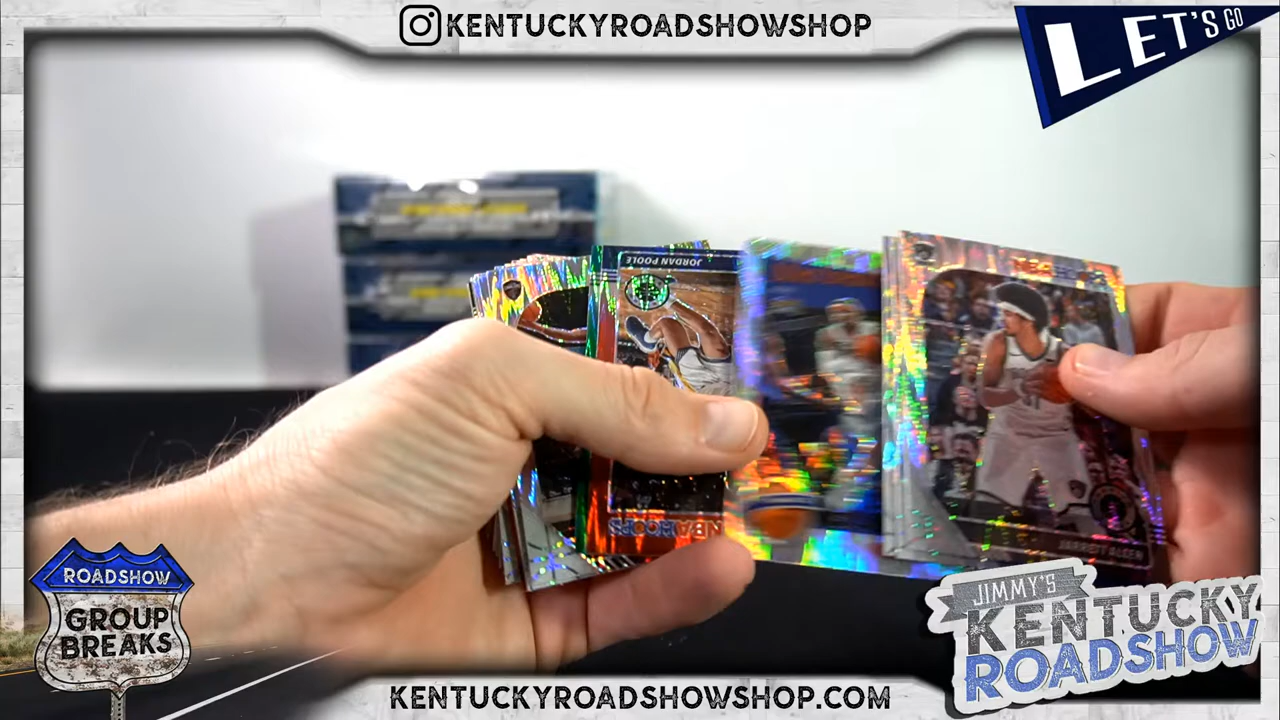 KENTUCKYROADSHOWSHOP
LET'S GO
JORDAN POOLE
NBA HOOPS
JARRETT ALLEN
ROADSHOW
GROUP
BREAKS
JIMMY'S
KENTUCKY
ROADSHOW
KENTUCKYROADSHOWSHOP.COM